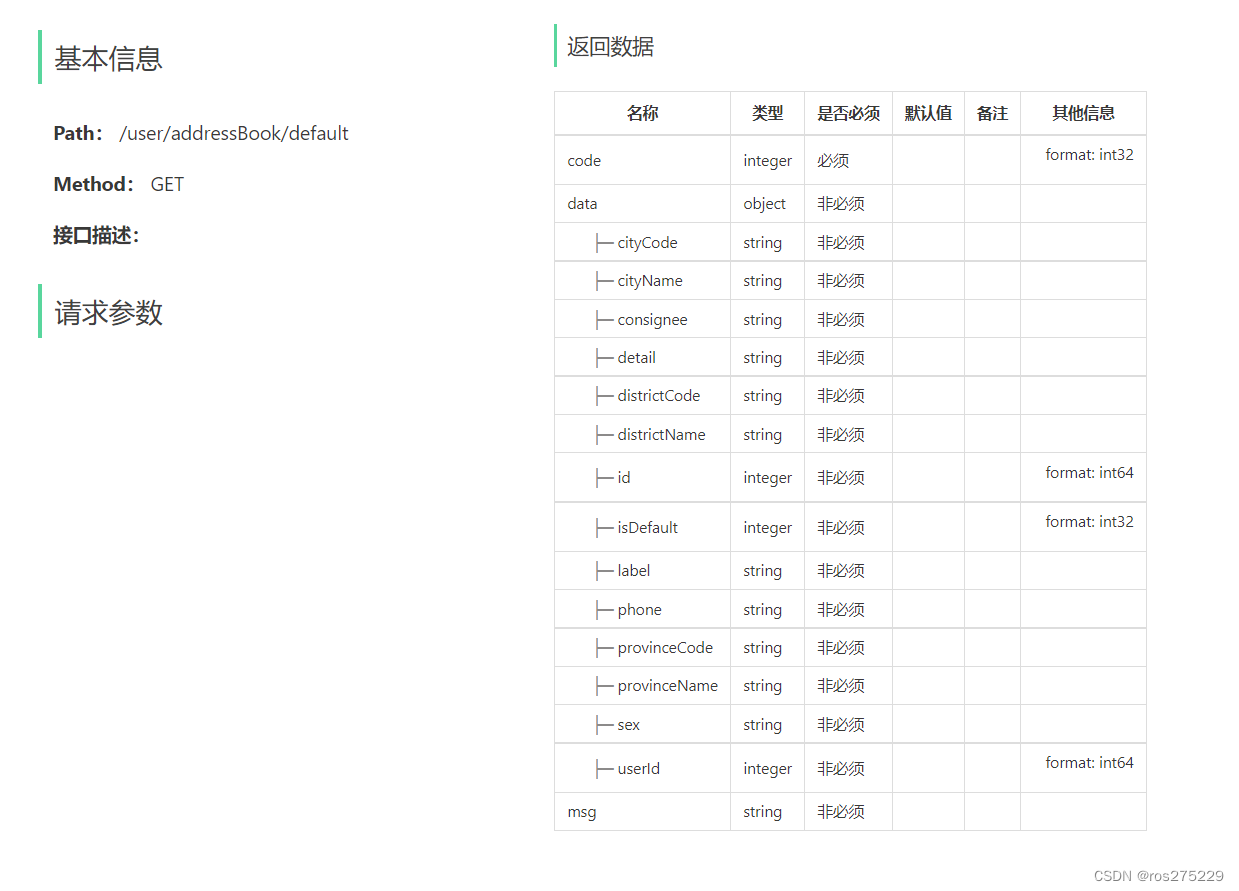 基本信息
Path： /user/addressBook/default
Method： GET
接口描述：
请求参数
返回数据
名称 类型 是否必须 默认值 备注 其他信息
code integer 必须 format: int32
data object 非必须
├─ cityCode string 非必须
├─ cityName string 非必须
├─ consignee string 非必须
├─ detail string 非必须
├─ districtCode string 非必须
├─ districtName string 非必须
├─ id integer 非必须 format: int64
├─ isDefault integer 非必须 format: int32
├─ label string 非必须
├─ phone string 非必须
├─ provinceCode string 非必须
├─ provinceName string 非必须
├─ sex string 非必须
├─ userId integer 非必须 format: int64
msg string 非必须
CSDN @ros275229